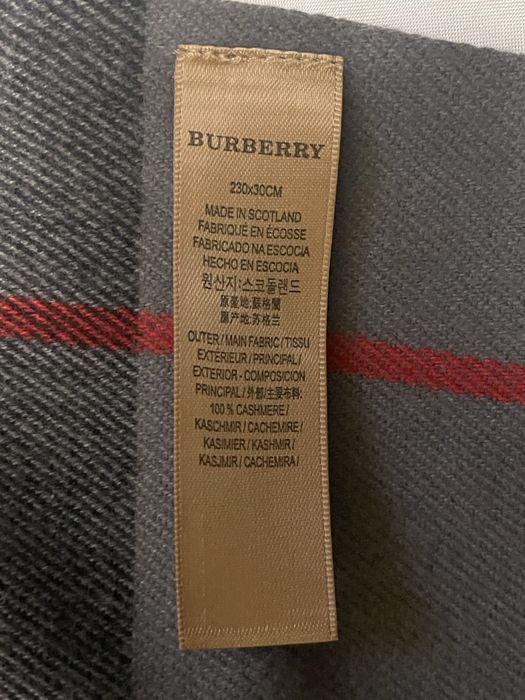 BURBERRY
230x30CM
MADE IN SCOTLAND
FABRIQUÉ EN ÉCOSSE
FABRICADO NA ESCOCIA
HECHO EN ESCOCIA
원산지:스코틀랜드
原產地:蘇格蘭
原产地:苏格兰
OUTER / MAIN FABRIC / TISSU
EXTÉRIEUR / PRINCIPAL /
EXTERIOR - COMPOSICION
PRINCIPAL / 外部/主要布料:
100 % CASHMERE /
KASCHMIR / CACHEMIRE /
KASIMIER / KASHMIR /
KASJMIR / CACHEMIRA /